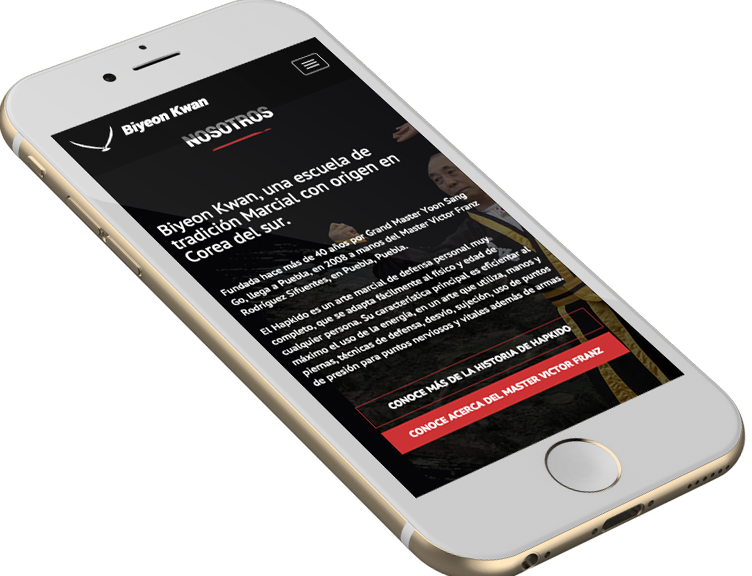 Biyeon Kwan
NOSOTROS
Biyeon Kwan, una escuela de
tradición Marcial con origen en
Corea del sur.
Fundada hace más de 40 años por Grand Master Yoon Sang
Go, llega a Puebla, en 2008 a manos del Master Victor Franz
Rodríguez Sifuentes, en Puebla, Puebla.
El Hapkido es un arte marcial de defensa personal muy
completo, que se adapta fácilmente al físico y edad de
cualquier persona. Su característica principal es eficientar al
máximo el uso de la energía, en un arte que utiliza, manos y
piernas, técnicas de defensa, desvío, sujeción, uso de puntos
de presión para puntos nerviosos y vitales además de armas.
CONOCE MÁS DE LA HISTORIA DE HAPKIDO
CONOCE ACERCA DEL MASTER VICTOR FRANZ